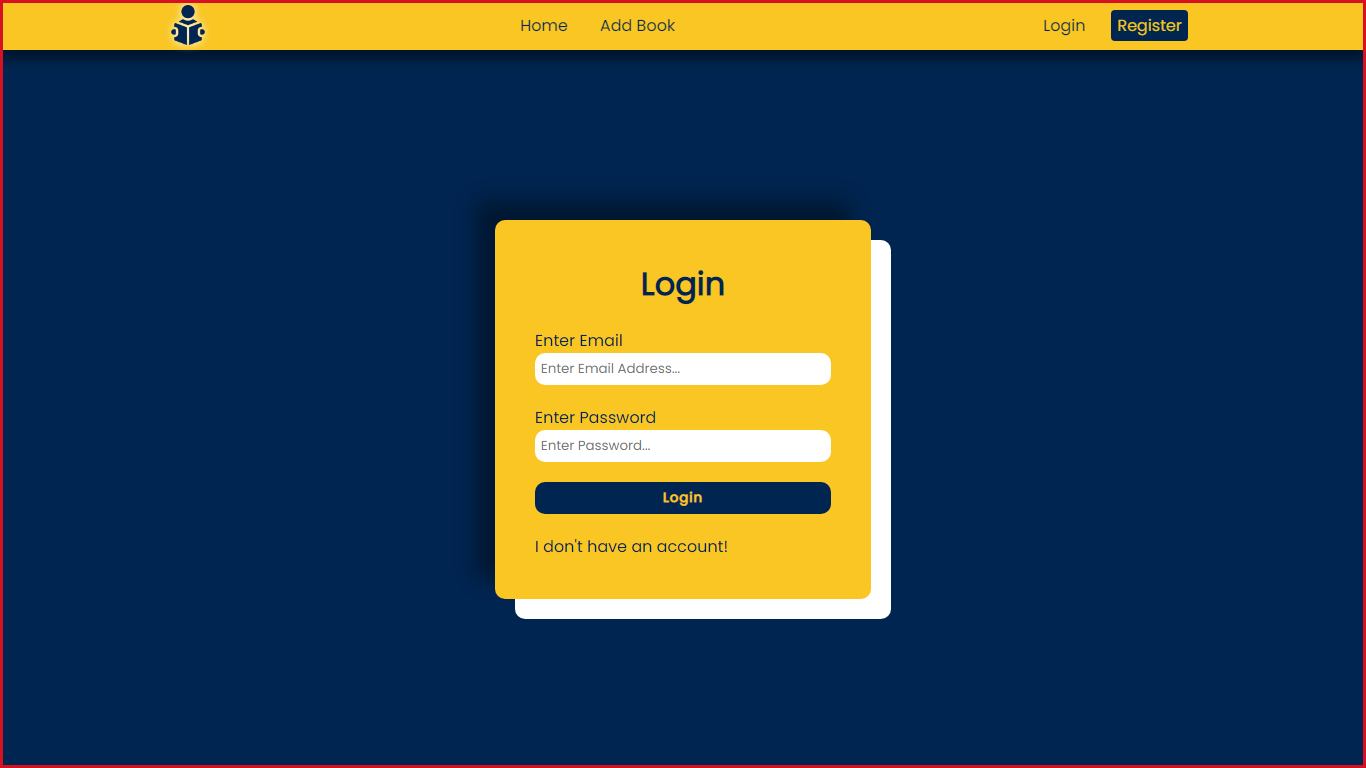 Home Add Book Login Register
Login
Enter Email
Enter Email Address...
Enter Password
Enter Password...
Login
I don't have an account!